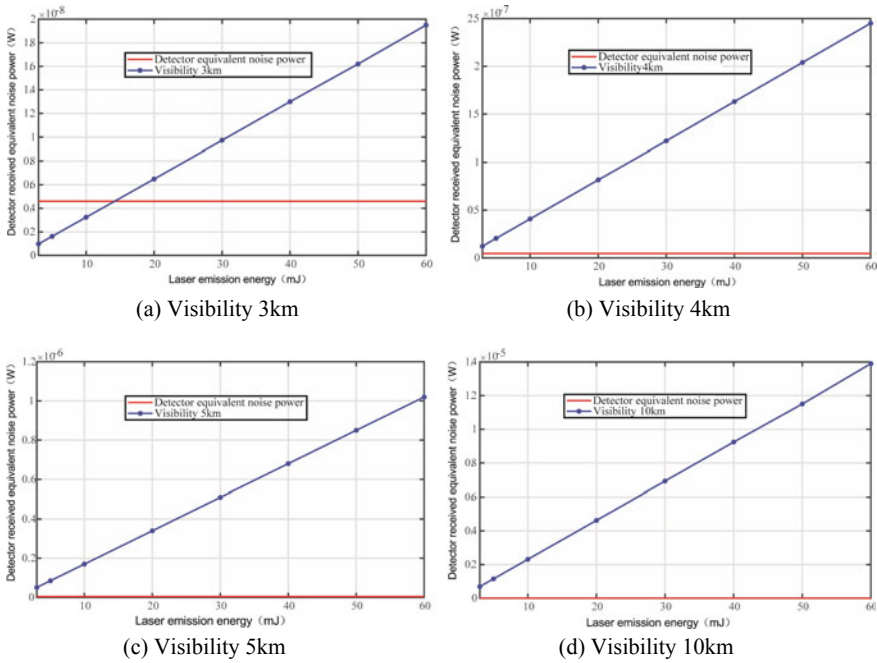 2 ×10-8
1 8
1 6
1 4
1 2
1
0 8
0 6
0 4
0 2
0
Detector received equivalent noise power（W）
Detector equivalent noise power
Visibility 3km
10 20 30 40 50 60
Laser emission energy（mJ）
(a) Visibility 3km
2 5 ×10-7
2
1 5
1
0 5
0
Detector received equivalent noise power（W）
Detector equivalent noise power
Visibility4km
10 20 30 40 50 60
Laser emission energy（mJ）
(b) Visibility 4km
1.2 ×10-6
1
0.8
0.6
0.4
0.2
0
Detector received equivalent noise power（W）
Detector equivalent noise power
Visibility 5km
10 20 30 40 50 60
Laser emission energy（mJ）
(c) Visibility 5km
1 4 ×10-5
1 2
1
0 8
0 6
0 4
0 2
0
Detector received equivalent noise power（W）
Detector equivalent noise power
Visibility 10km
10 20 30 40 50 60
Laser emission energy（mJ）
(d) Visibility 10km